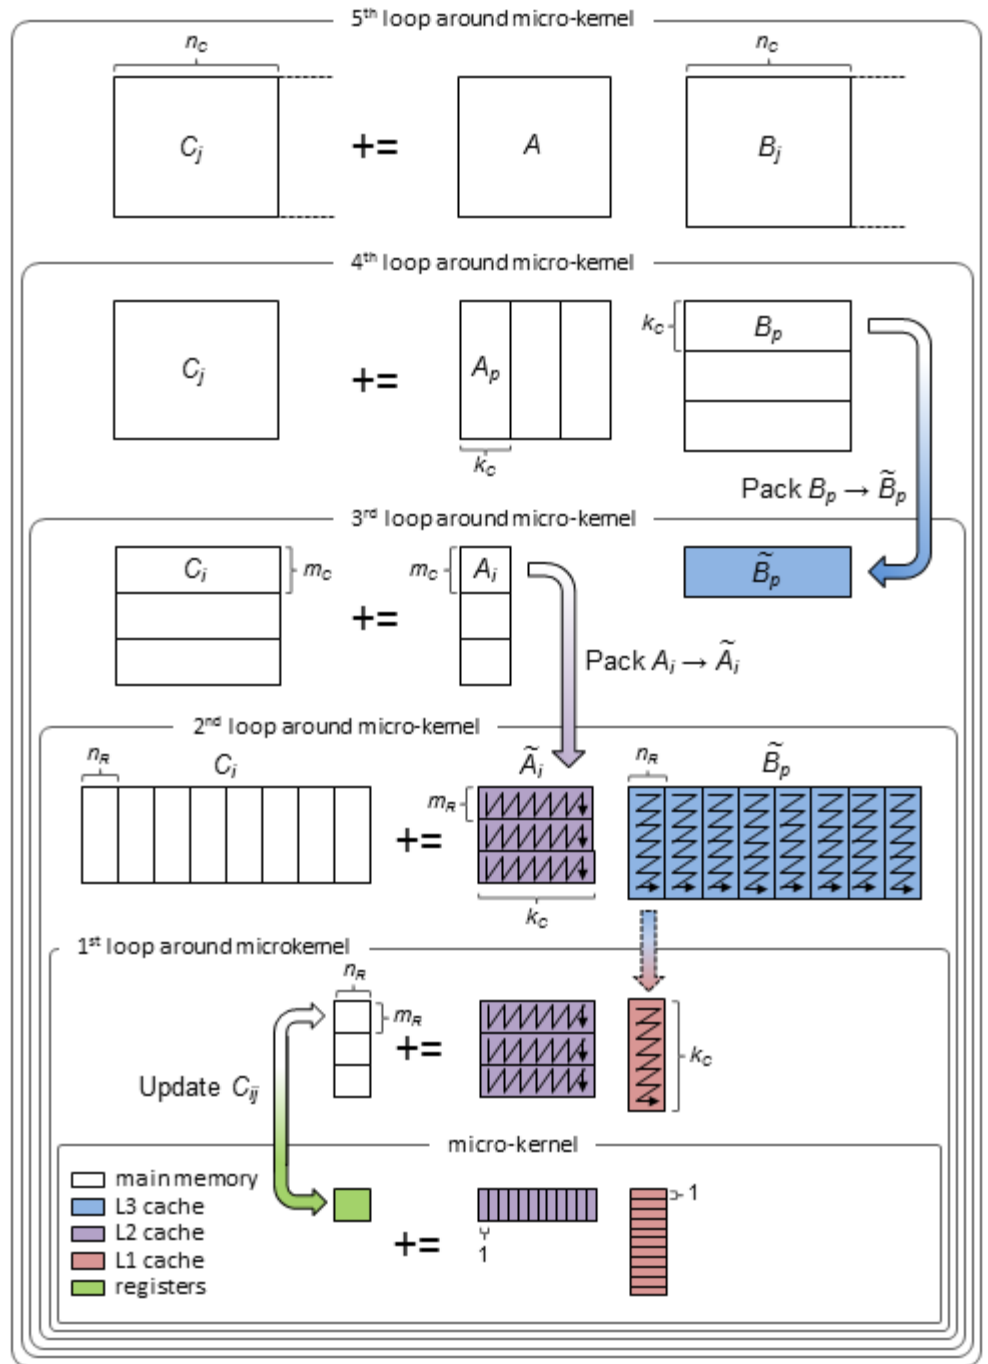 5th loop around micro-kernel
nC nC
Cj += A Bj
4th loop around micro-kernel
Cj += Ap kC Bp
kC
Pack Bp → B̃p
3rd loop around micro-kernel
Ci mC += mC Ai B̃p
Pack Ai → Ãi
2nd loop around micro-kernel
nR Ci Ãi nR B̃p
mR
+=
kC
1st loop around microkernel
nR
mR
+=
kC
Update Cij
micro-kernel
main memory
L3 cache
L2 cache
L1 cache
registers
+=
1
1